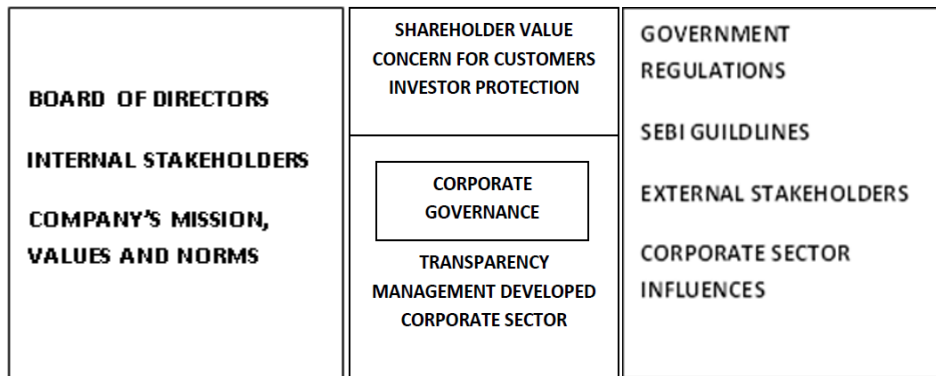 BOARD OF DIRECTORS
INTERNAL STAKEHOLDERS
COMPANY'S MISSION,
VALUES AND NORMS
SHAREHOLDER VALUE
CONCERN FOR CUSTOMERS
INVESTOR PROTECTION
CORPORATE
GOVERNANCE
TRANSPARENCY
MANAGEMENT DEVELOPED
CORPORATE SECTOR
GOVERNMENT
REGULATIONS
SEBI GUILDLINES
EXTERNAL STAKEHOLDERS
CORPORATE SECTOR
INFLUENCES